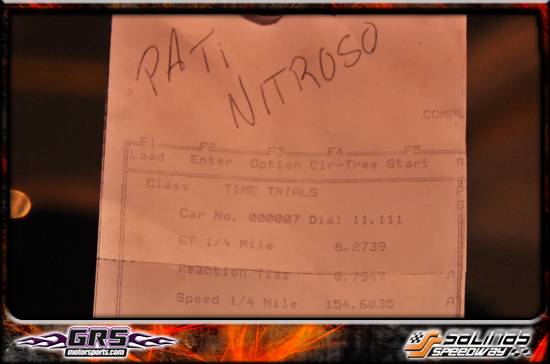 PATi
NITROSO
COMPU
F1 F2 F3 F4 F5
Load Enter Option Clr-Tree Start R
Class TIME TRIALS
Car No. 000007 Dial 11.111
ET 1/4 Mile 8.2739
Reaction Time 0.7947 A
Speed 1/4 Mile 154.6035 A
GRS
motorsports.com
Salinas
SPEEDWAY